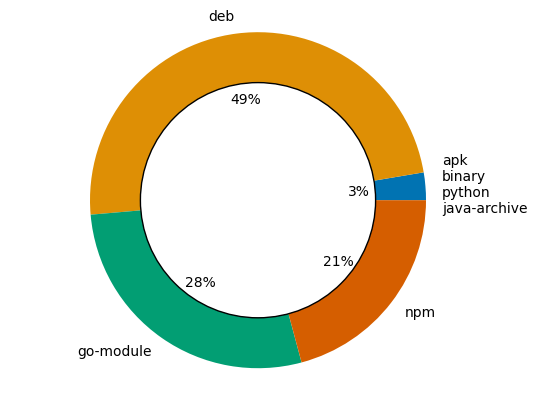 deb
49%
apk
binary
python
java-archive
3%
21%
28%
npm
go-module